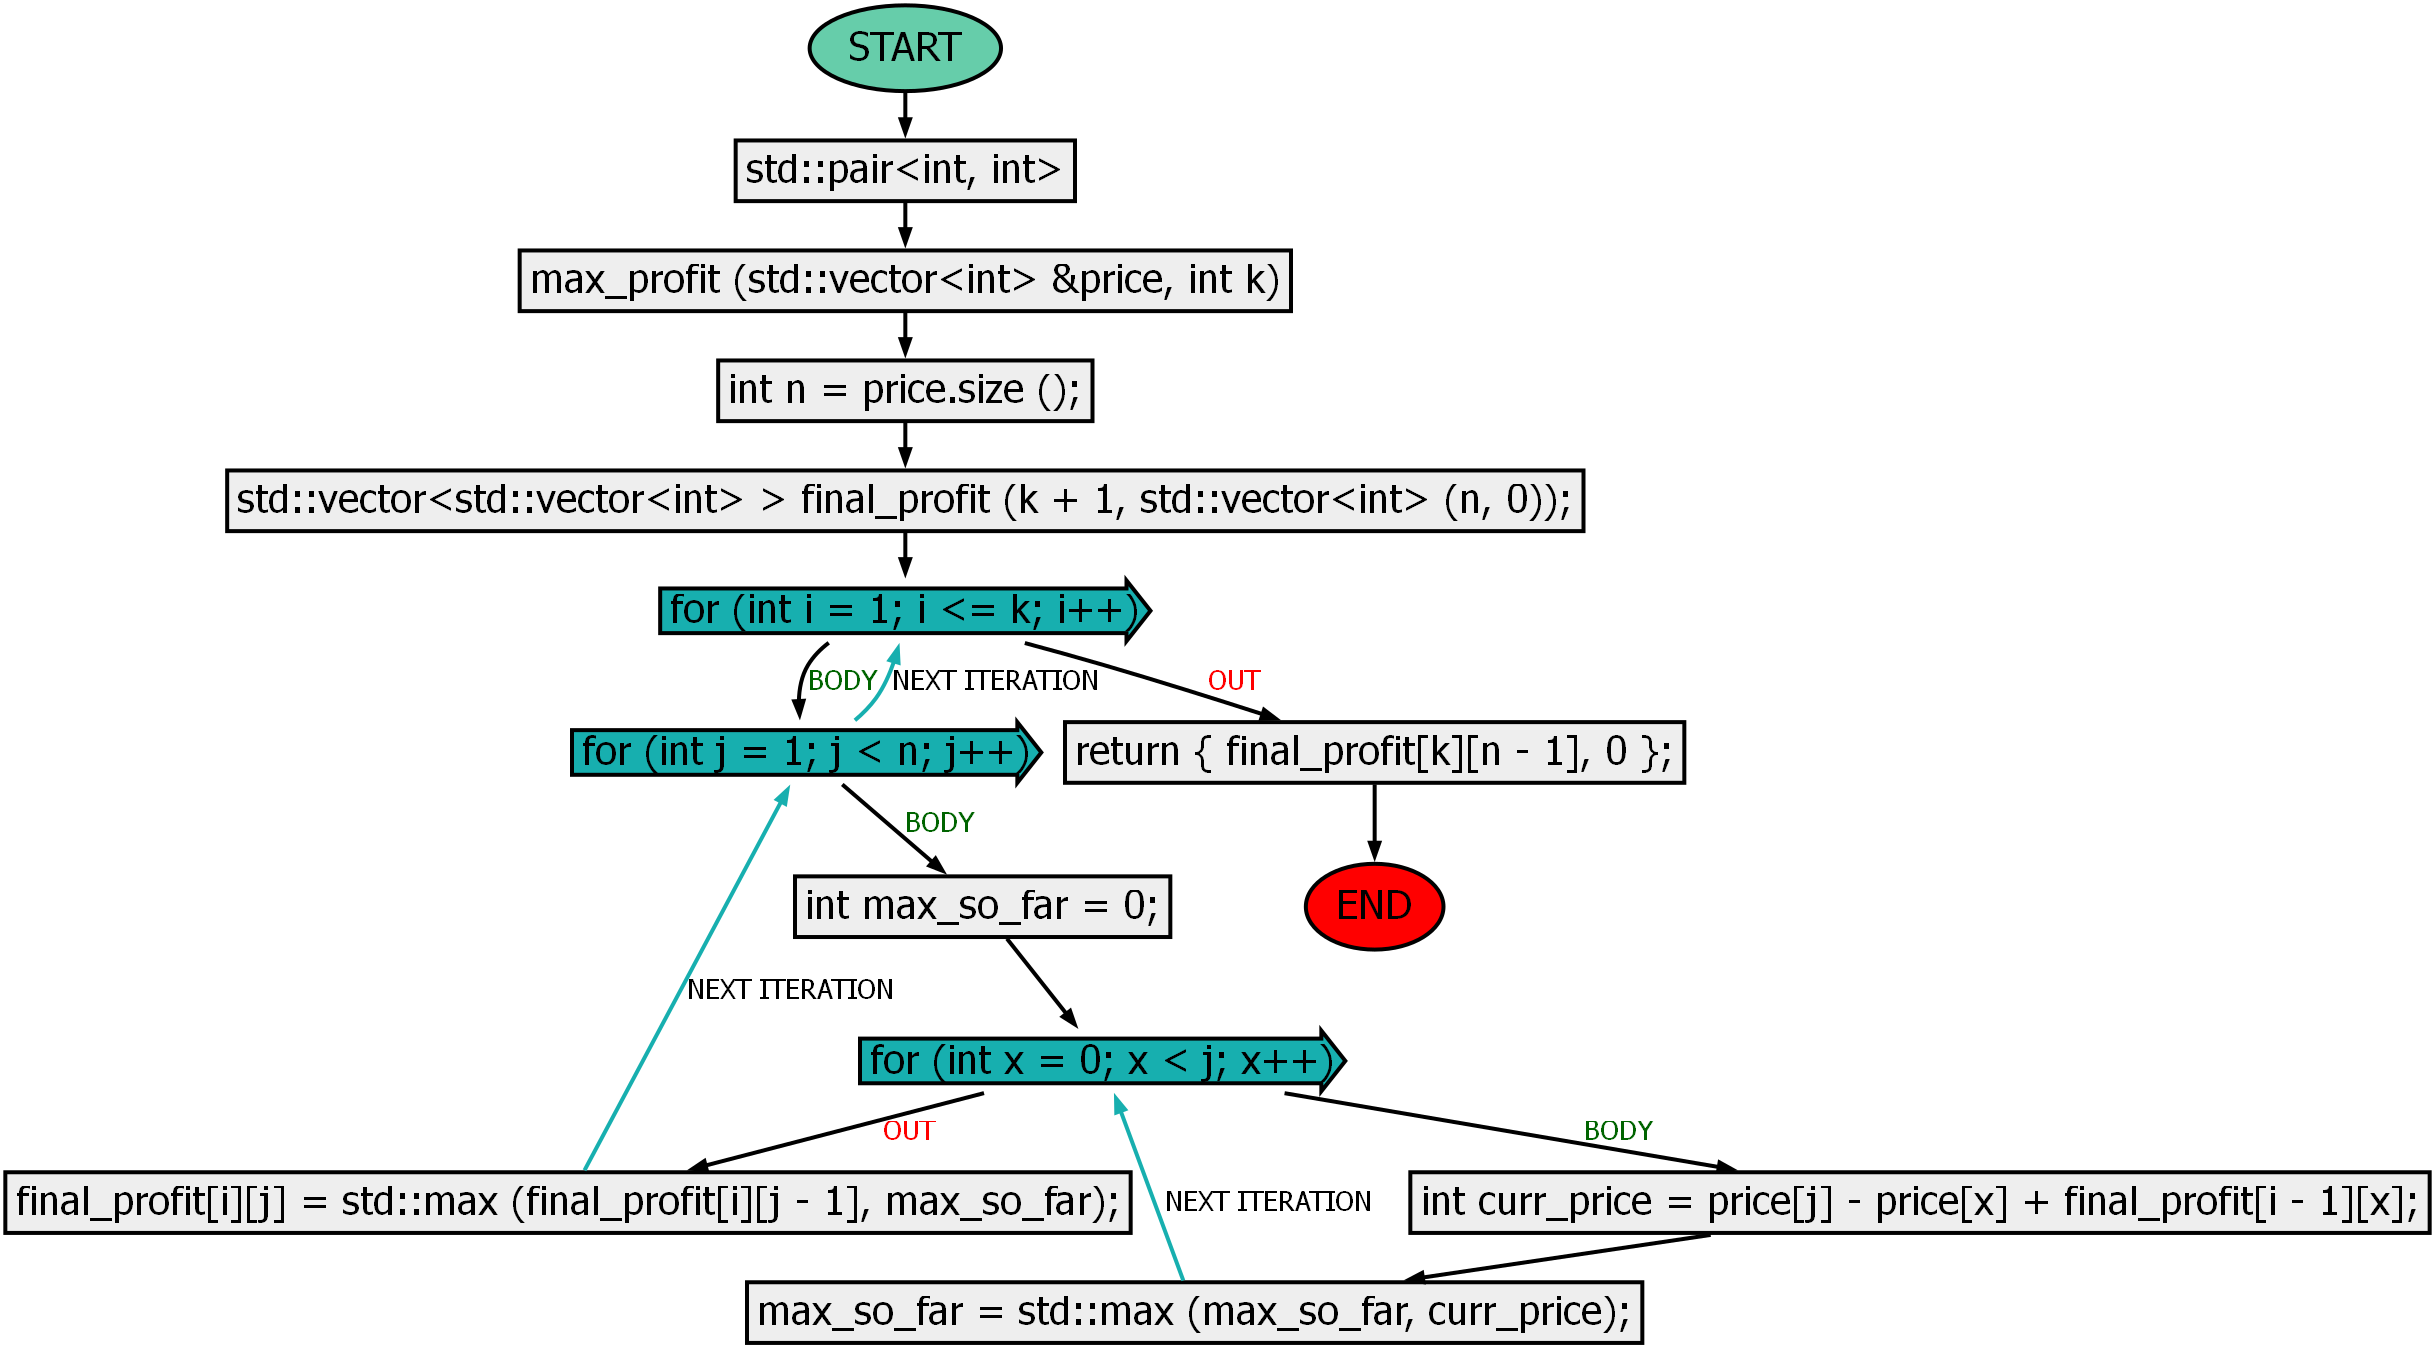 START
std::pair<int, int>
max_profit (std::vector<int> &price, int k)
int n = price.size ();
std::vector<std::vector<int> > final_profit (k + 1, std::vector<int> (n, 0));
for (int i = 1; i <= k; i++)
BODY
NEXT ITERATION
OUT
for (int j = 1; j < n; j++)
return { final_profit[k][n - 1], 0 };
BODY
int max_so_far = 0;
END
NEXT ITERATION
for (int x = 0; x < j; x++)
OUT
BODY
final_profit[i][j] = std::max (final_profit[i][j - 1], max_so_far);
NEXT ITERATION
int curr_price = price[j] - price[x] + final_profit[i - 1][x];
max_so_far = std::max (max_so_far, curr_price);